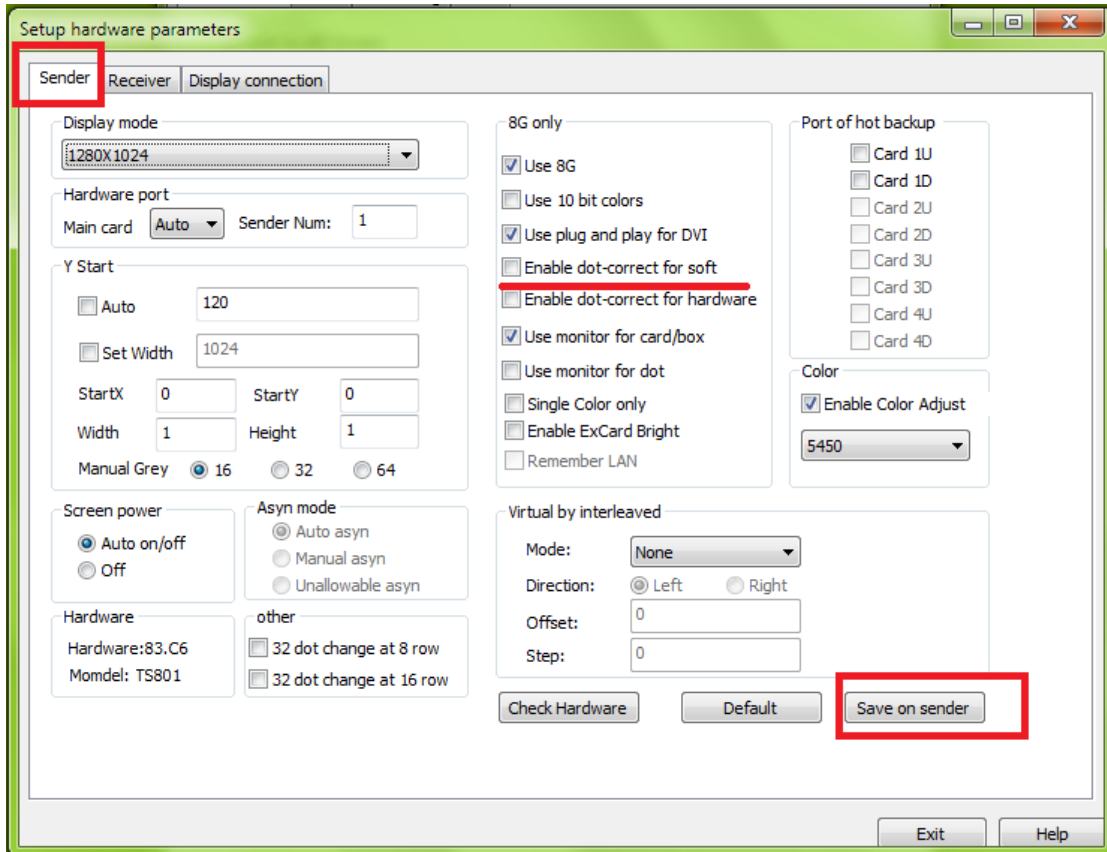 Setup hardware parameters
Sender
Receiver
Display connection
Display mode
1280X1024
Hardware port
Main card
Auto
Sender Num:
1
Y Start
Auto
120
Set Width
1024
StartX
0
StartY
0
Width
1
Height
1
Manual Grey
16
32
64
Screen power
Auto on/off
Off
Asyn mode
Auto asyn
Manual asyn
Unallowable asyn
Hardware
Hardware:83.C6
Momdel: TS801
other
32 dot change at 8 row
32 dot change at 16 row
8G only
Use 8G
Use 10 bit colors
Use plug and play for DVI
Enable dot-correct for soft
Enable dot-correct for hardware
Use monitor for card/box
Use monitor for dot
Single Color only
Enable ExCard Bright
Remember LAN
Port of hot backup
Card 1U
Card 1D
Card 2U
Card 2D
Card 3U
Card 3D
Card 4U
Card 4D
Color
Enable Color Adjust
5450
Virtual by interleaved
Mode:
None
Direction:
Left
Right
Offset:
0
Step:
0
Check Hardware
Default
Save on sender
Exit
Help